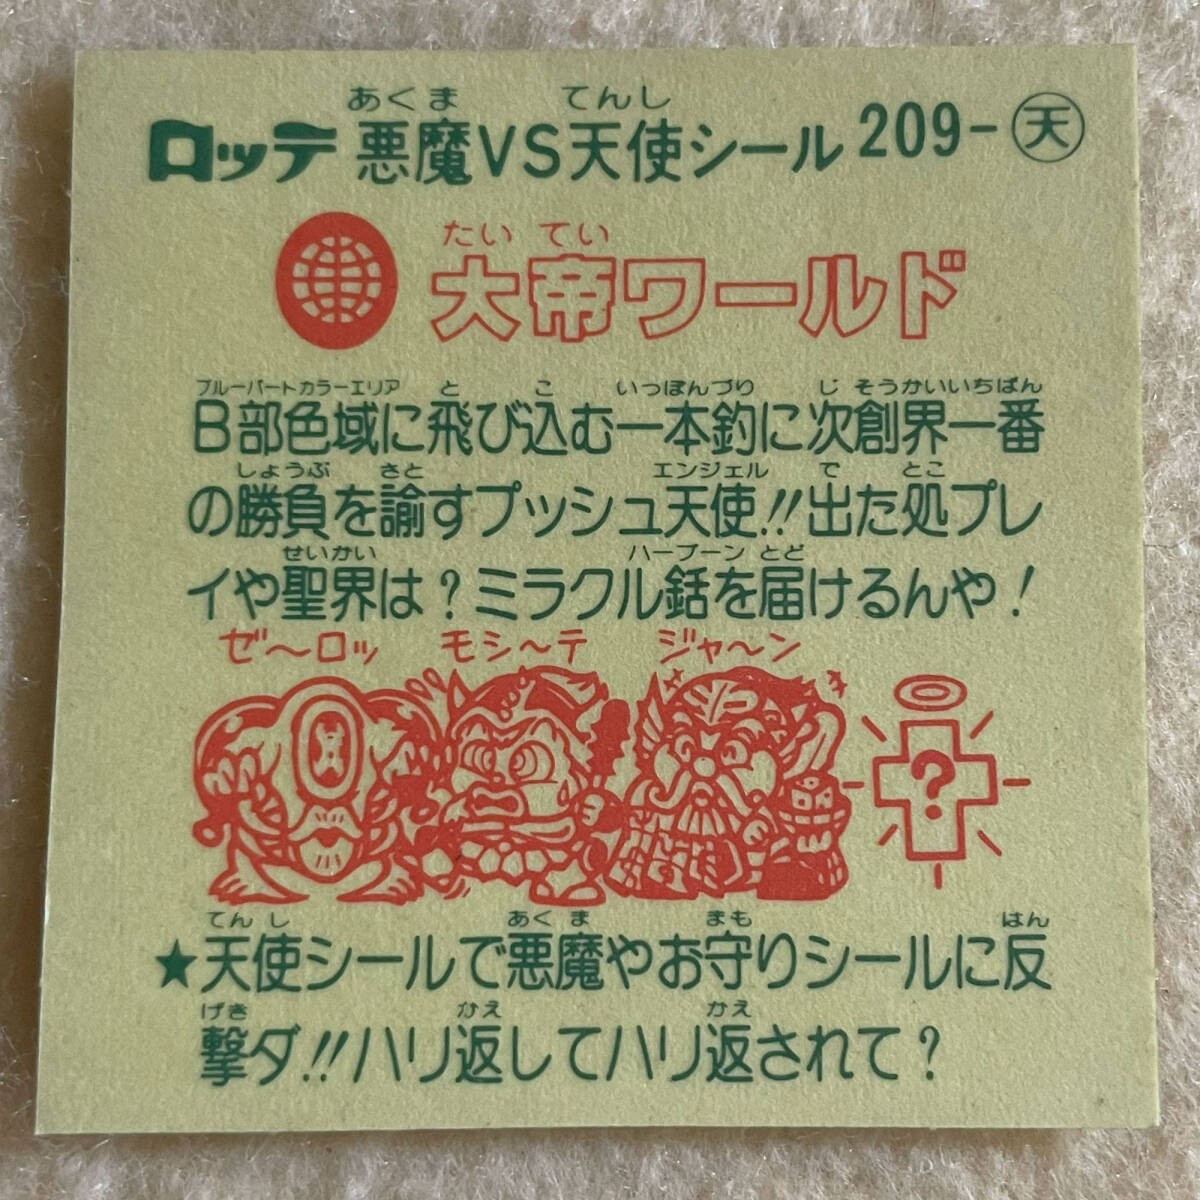 ロッテ 悪魔VS天使シール 209-天
あくま てんし
たいてい
大帝ワールド
ブルーパートカラーエリア と こ いっぽんづり じ そうかいいちばん
B部色域に飛び込む一本釣に次創界一番
しょうぶ さと エンジェル で とこ
の勝負を諭すプッシュ天使!!出た処プレ
せいかい ハープーン とど
イや聖界は?ミラクル銛を届けるんや!
ゼ〜ロッ モシ〜テ ジャ〜ン
?
てんし あくま まも はん
★天使シールで悪魔やお守りシールに反
げき かえ かえ
撃ダ!!ハリ返してハリ返されて?